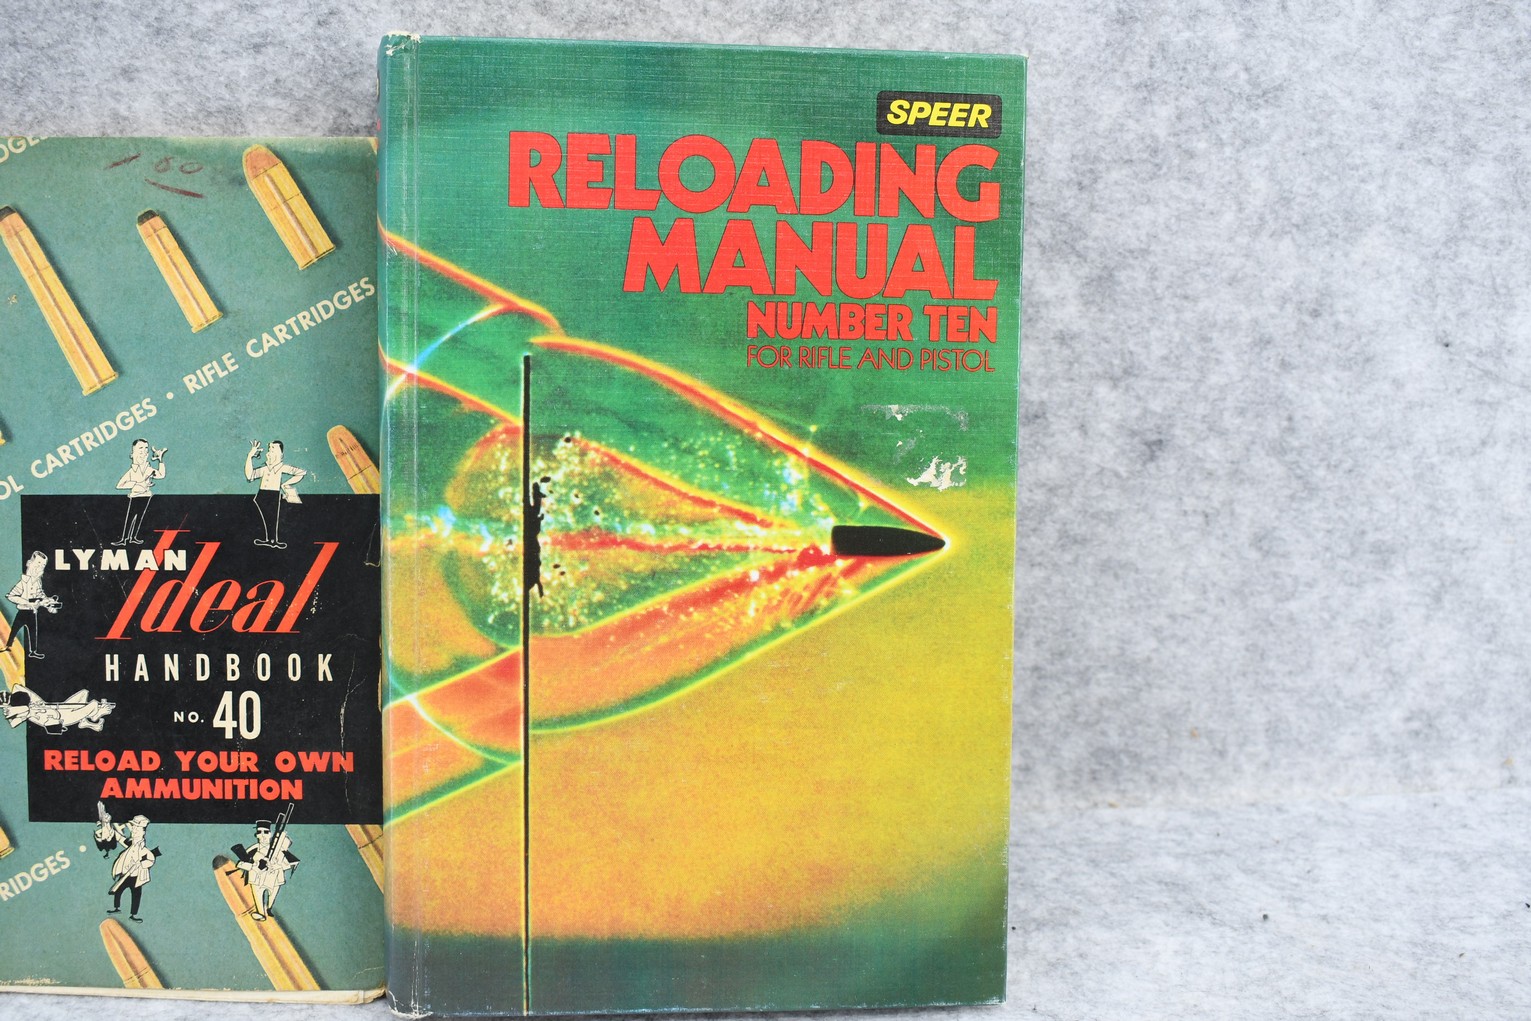 RIFLE CARTRIDGES
CARTRIDGES •
LYMAN
Ideal
HANDBOOK
NO. 40
RELOAD YOUR OWN
AMMUNITION
SPEER
RELOADING
MANUAL
NUMBER TEN
FOR RIFLE AND PISTOL